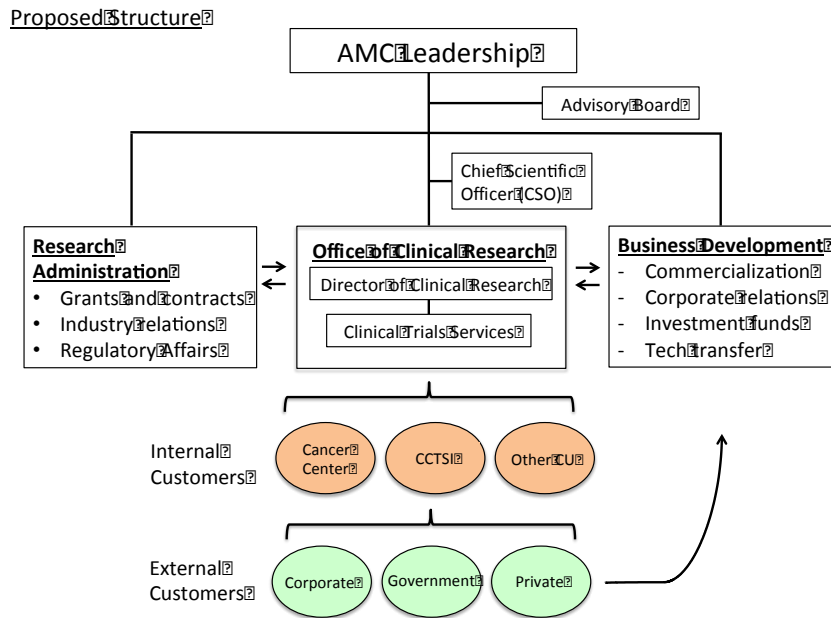 Proposed Structure
AMC Leadership
Advisory Board
Chief Scientific
Officer (CSO)
Research
Administration
• Grants and contracts
• Industry relations
• Regulatory Affairs
Office of Clinical Research
Director of Clinical Research
Clinical Trials Services
Business Development
- Commercialization
- Corporate relations
- Investment funds
- Tech transfer
Internal
Customers
Cancer
Center
CCTSI
Other CU
External
Customers
Corporate
Government
Private